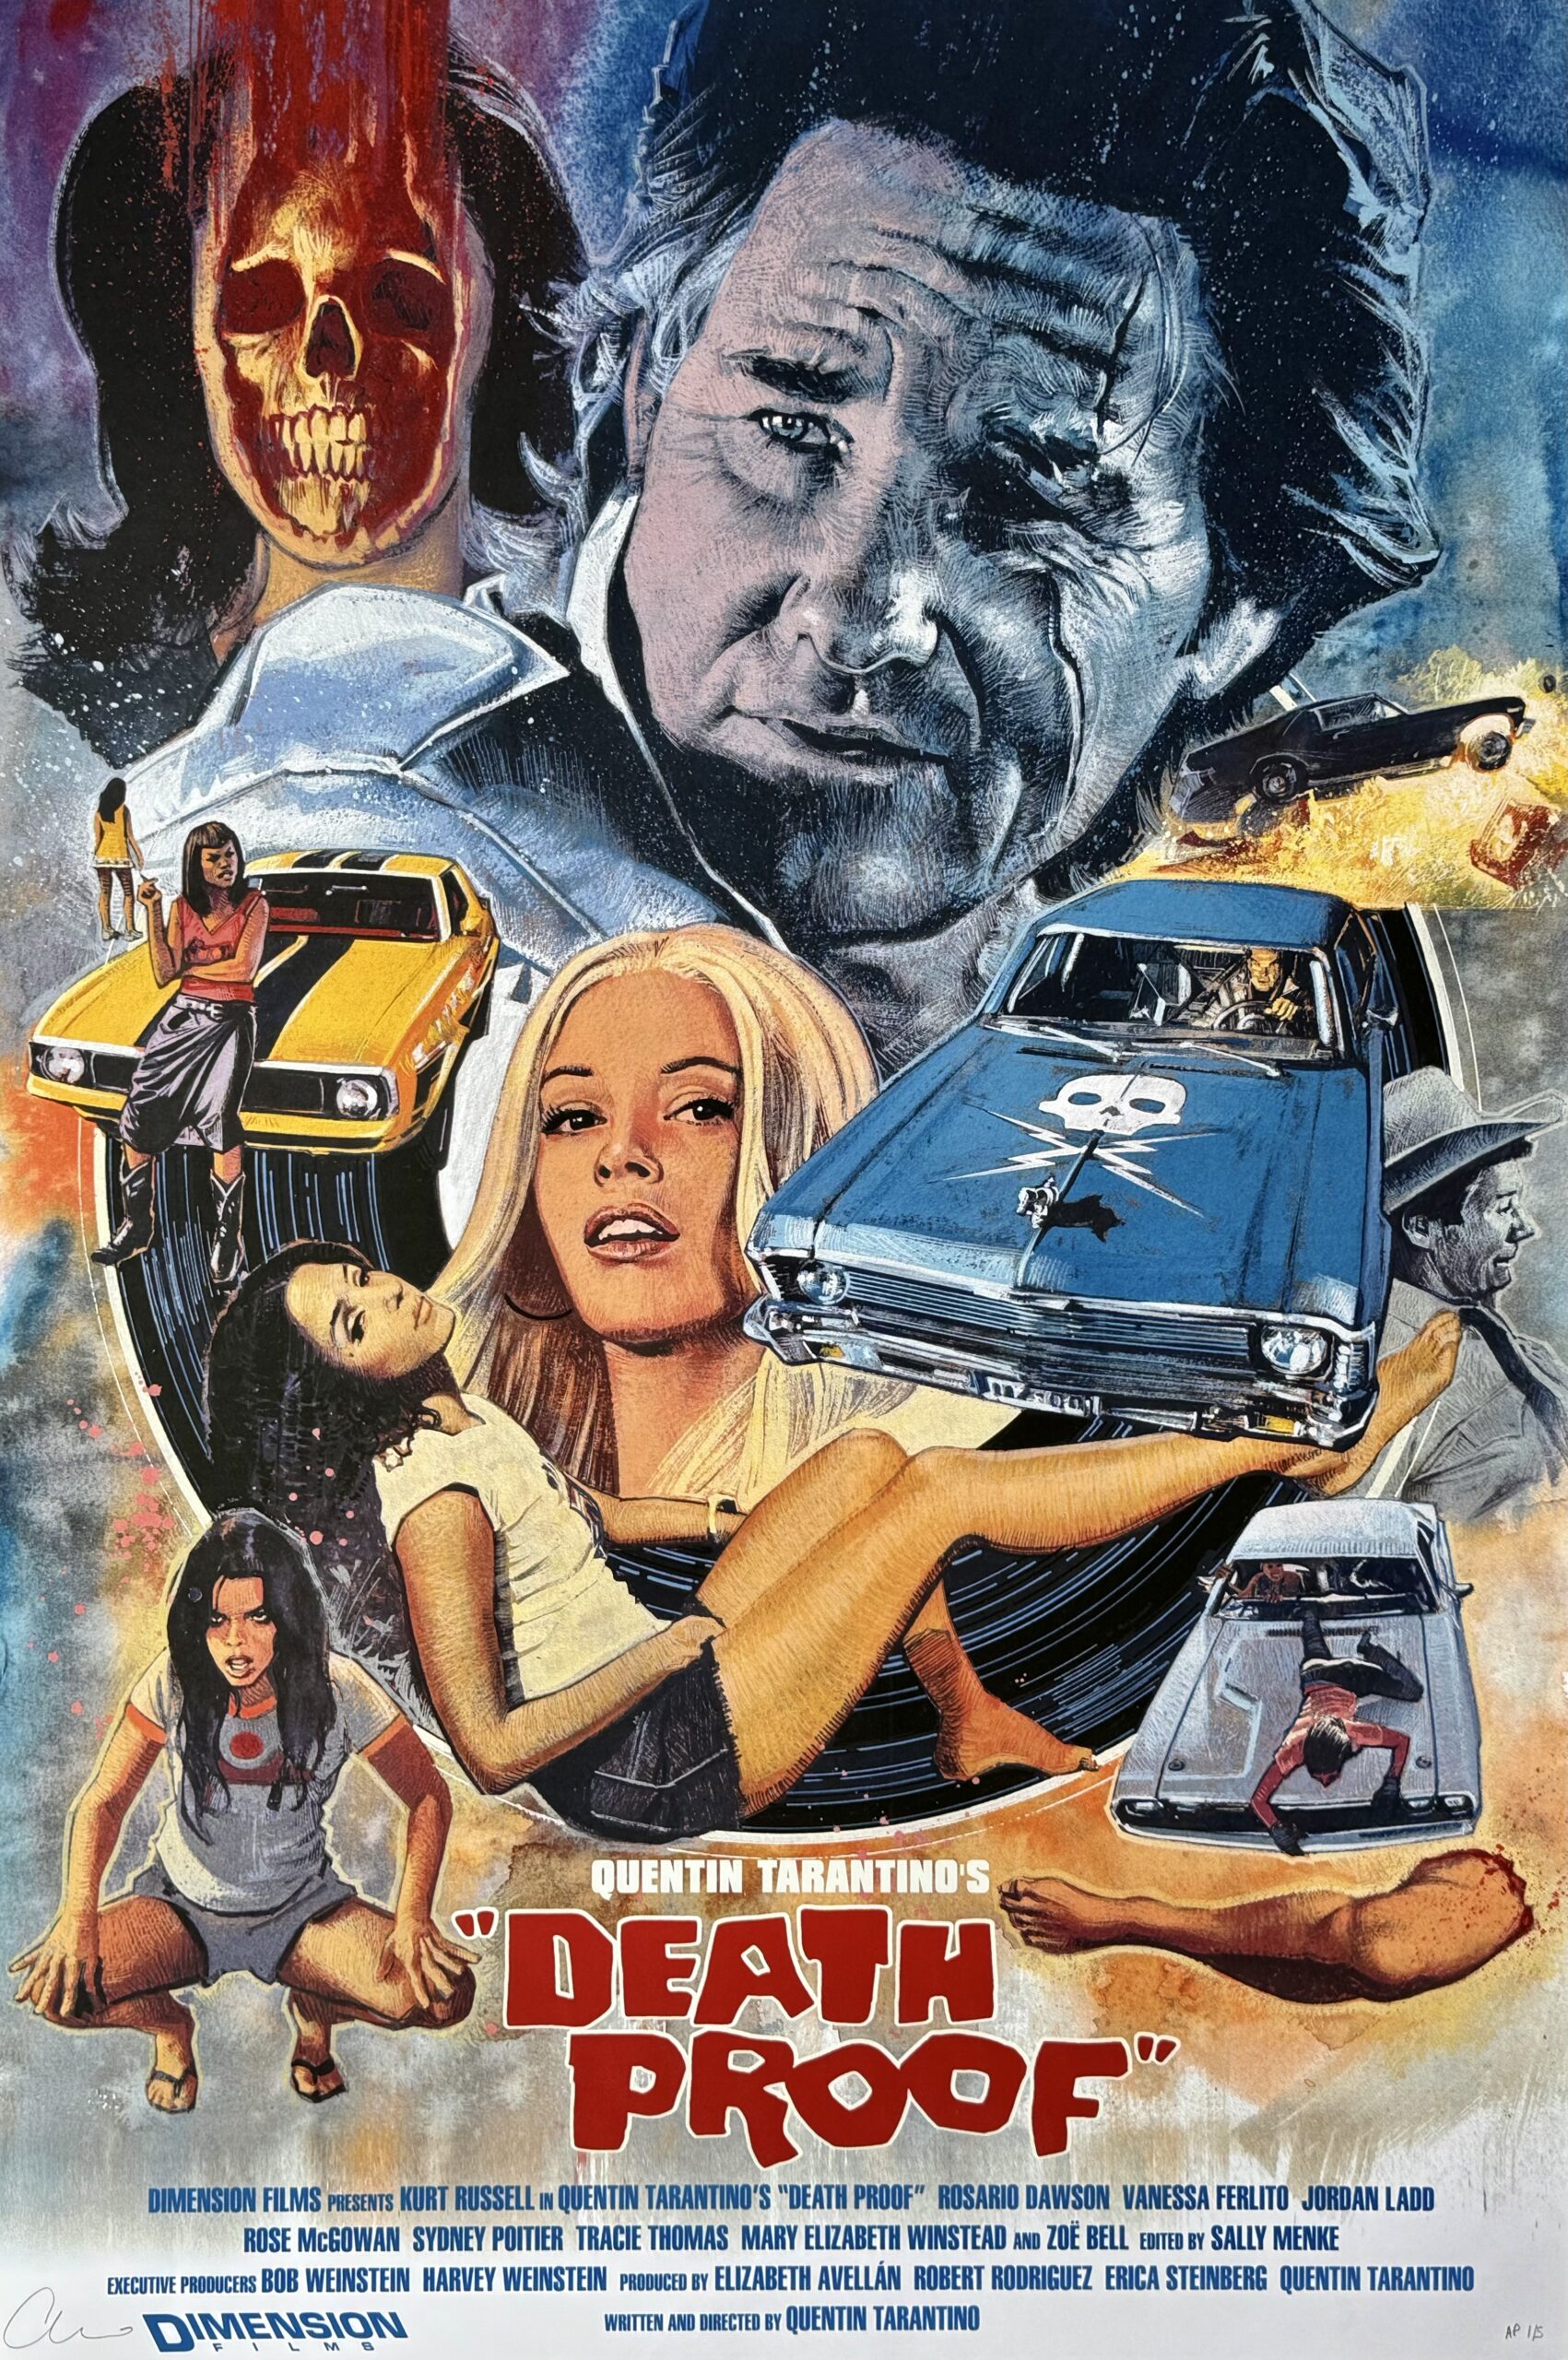 QUENTIN TARANTINO'S
"DEATH
PROOF"
DIMENSION FILMS PRESENTS KURT RUSSELL IN QUENTIN TARANTINO'S "DEATH PROOF" ROSARIO DAWSON VANESSA FERLITO JORDAN LADD
ROSE McGOWAN SYDNEY POITIER TRACIE THOMAS MARY ELIZABETH WINSTEAD AND ZOË BELL EDITED BY SALLY MENKE
EXECUTIVE PRODUCERS BOB WEINSTEIN HARVEY WEINSTEIN PRODUCED BY ELIZABETH AVELLÁN ROBERT RODRIGUEZ ERICA STEINBERG QUENTIN TARANTINO
WRITTEN AND DIRECTED BY QUENTIN TARANTINO
DIMENSION
FILMS
AP 1/5